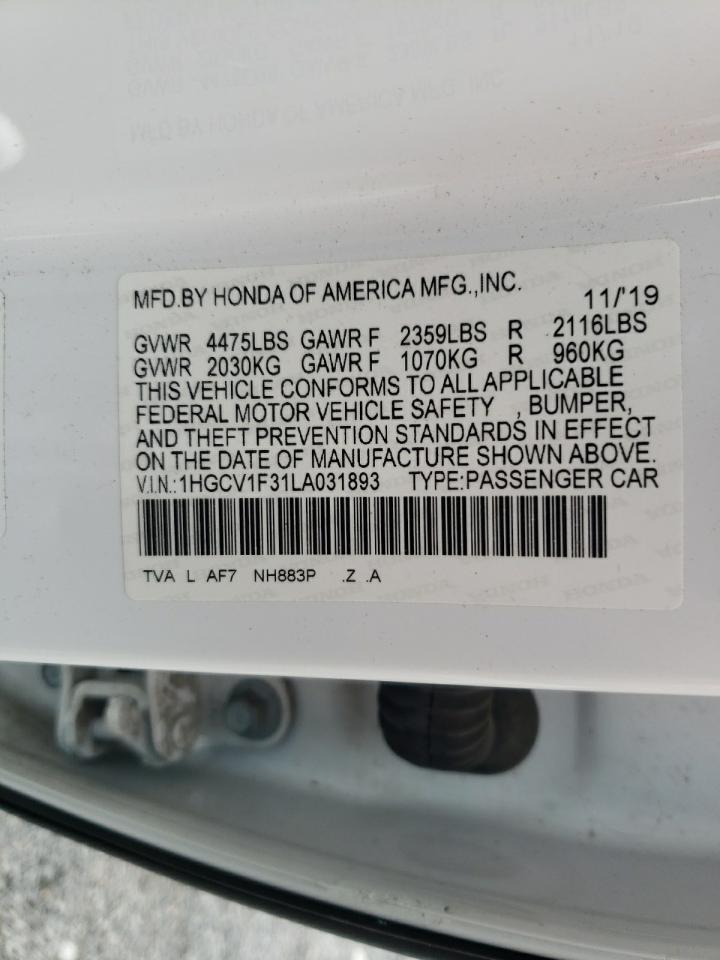 MFD.BY HONDA OF AMERICA MFG.,INC. 11/'19
GVWR 4475LBS GAWR F 2359LBS R 2116LBS
GVWR 2030KG GAWR F 1070KG R 960KG
THIS VEHICLE CONFORMS TO ALL APPLICABLE
FEDERAL MOTOR VEHICLE SAFETY , BUMPER,
AND THEFT PREVENTION STANDARDS IN EFFECT
ON THE DATE OF MANUFACTURE SHOWN ABOVE.
V.I.N.:1HGCV1F31LA031893 TYPE:PASSENGER CAR
TVA L AF7 NH883P .Z .A